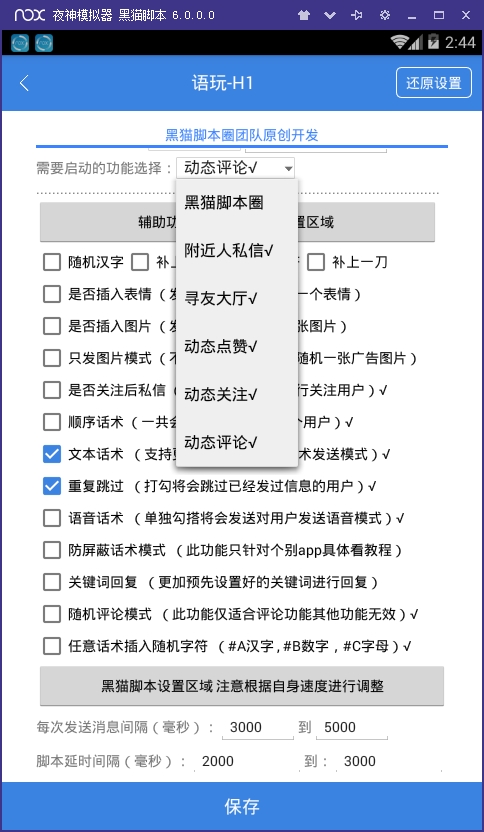 nox 夜神模拟器 黑猫脚本 6.0.0.0
2:44
语玩-H1
还原设置
黑猫脚本圈团队原创开发
需要启动的功能选择： 动态评论√
黑猫脚本圈
附近人私信√
寻友大厅√
动态点赞√
动态关注√
动态评论√
辅助功 置区域
随机汉字 补上 补上一刀
是否插入表情（发 一个表情）
是否插入图片（发 张图片）
只发图片模式（不 随机一张广告图片）
是否关注后私信（ 行关注用户）√
顺序话术（一共会 个用户）√
文本话术（支持 术发送模式）√
重复跳过（打勾将会跳过已经发过信息的用户）√
语音话术（单独勾搭将会发送对用户发送语音模式）√
防屏蔽话术模式（此功能只针对个别app具体看教程）
关键词回复（更加预先设置好的关键词进行回复）
随机评论模式（此功能仅适合评论功能其他功能无效）√
任意话术插入随机字符（#A汉字,#B数字，#C字母）√
黑猫脚本设置区域 注意根据自身速度进行调整
每次发送消息间隔（毫秒）： 3000 到 5000
脚本延时间隔（毫秒）： 2000 到： 3000
保存